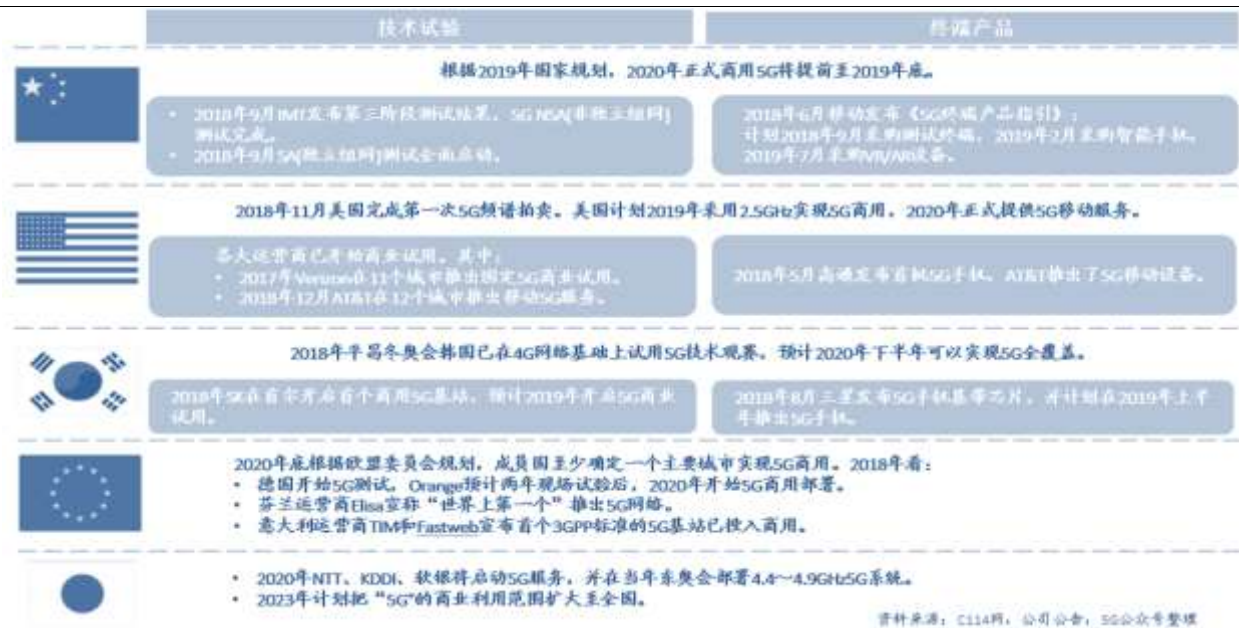 技术试验
终端产品
根据2019年国家规划，2020年正式商用5G将提前至2019年底。
• 2018年9月IMT发布第三阶段测试结果，5G NSA(非独立组网)
测试完成。
• 2018年9月SA(独立组网)测试全面启动。
2018年6月移动发布《5G终端产品指引》：
计划2018年9月采购测试终端，2019年2月采购智能手机，
2019年7月采购VR/AR设备。
2018年11月美国完成第一次5G频谱拍卖。美国计划2019年采用2.5GHz实现5G商用，2020年正式提供5G移动服务。
各大运营商已开始商业试用。其中：
• 2017年Verizon在11个城市推出固定5G商业试用。
• 2018年12月AT&T在12个城市推出移动5G服务。
2018年5月高通发布首批5G手机。AT&T推出了5G移动设备。
2018年平昌冬奥会韩国已在4G网络基础上试用5G技术观赛，预计2020年下半年可以实现5G全覆盖。
2018年SK在首尔开启首个商用5G基站，预计2019年开启5G商业
试用。
2018年8月三星发布5G手机基带芯片，并计划在2019年上半
年推出5G手机。
2020年底根据欧盟委员会规划，成员国至少确定一个主要城市实现5G商用。2018年看：
• 德国开始5G测试，Orange预计两年现场试验后，2020年开始5G商用部署。
• 芬兰运营商Elisa宣称“世界上第一个”推出5G网络。
• 意大利运营商TIM和Fastweb宣布首个3GPP标准的5G基站已投入商用。
• 2020年NTT、KDDI、软银将启动5G服务，并在当年东奥会部署4.4～4.9GHz5G系统。
• 2023年计划把“5G”的商业利用范围扩大至全国。
资料来源：C114网，公司公告，5G公众号整理